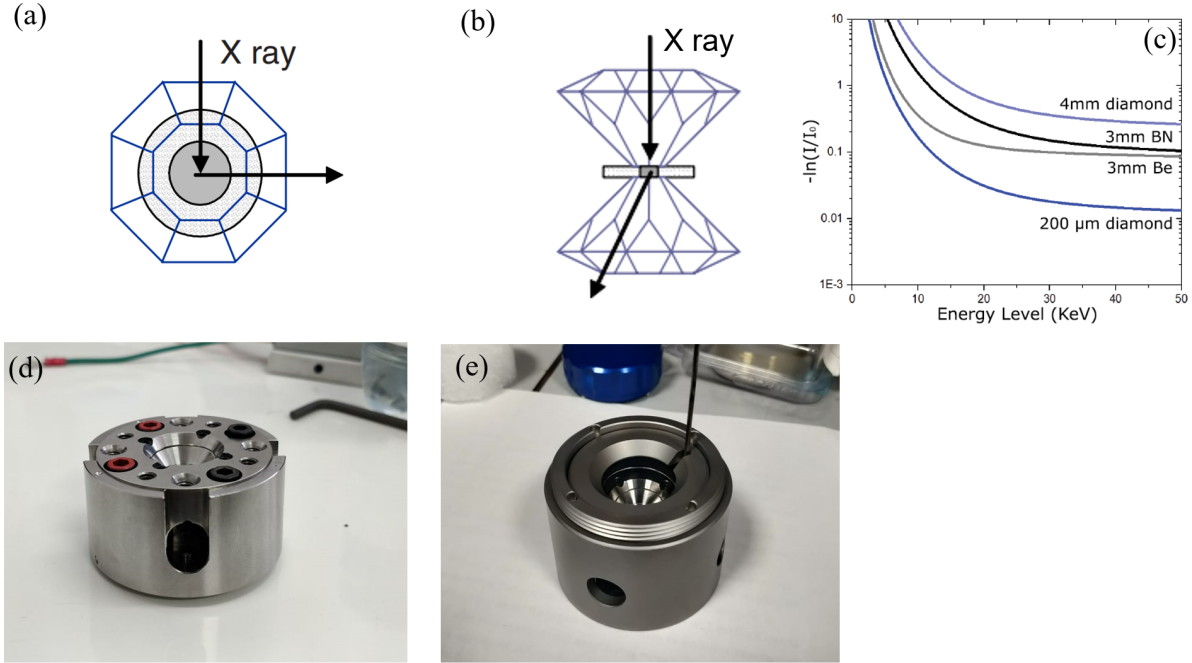 (a)
X ray
(b)
X ray
(c)
10
1
0.1
0.01
1E-3
-ln(I/I₀)
4mm diamond
3mm BN
3mm Be
200 μm diamond
0 10 20 30 40 50
Energy Level (KeV)
(d)
(e)